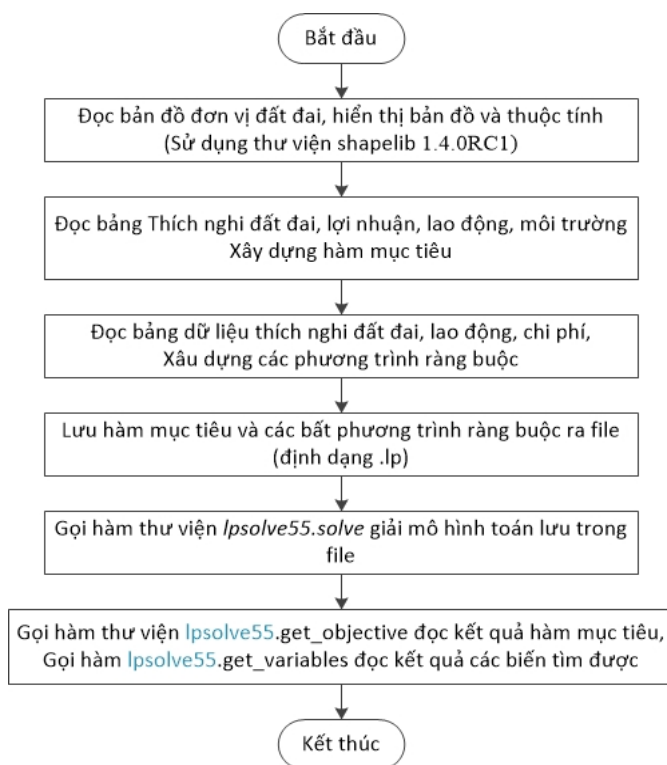 Bắt đầu
Đọc bản đồ đơn vị đất đai, hiển thị bản đồ và thuộc tính
(Sử dụng thư viện shapelib 1.4.0RC1)
Đọc bảng Thích nghi đất đai, lợi nhuận, lao động, môi trường
Xây dựng hàm mục tiêu
Đọc bảng dữ liệu thích nghi đất đai, lao động, chi phí,
Xâu dựng các phương trình ràng buộc
Lưu hàm mục tiêu và các bất phương trình ràng buộc ra file
(định dạng .lp)
Gọi hàm thư viện lpsolve55.solve giải mô hình toán lưu trong
file
Gọi hàm thư viện lpsolve55.get_objective đọc kết quả hàm mục tiêu,
Gọi hàm lpsolve55.get_variables đọc kết quả các biến tìm được
Kết thúc